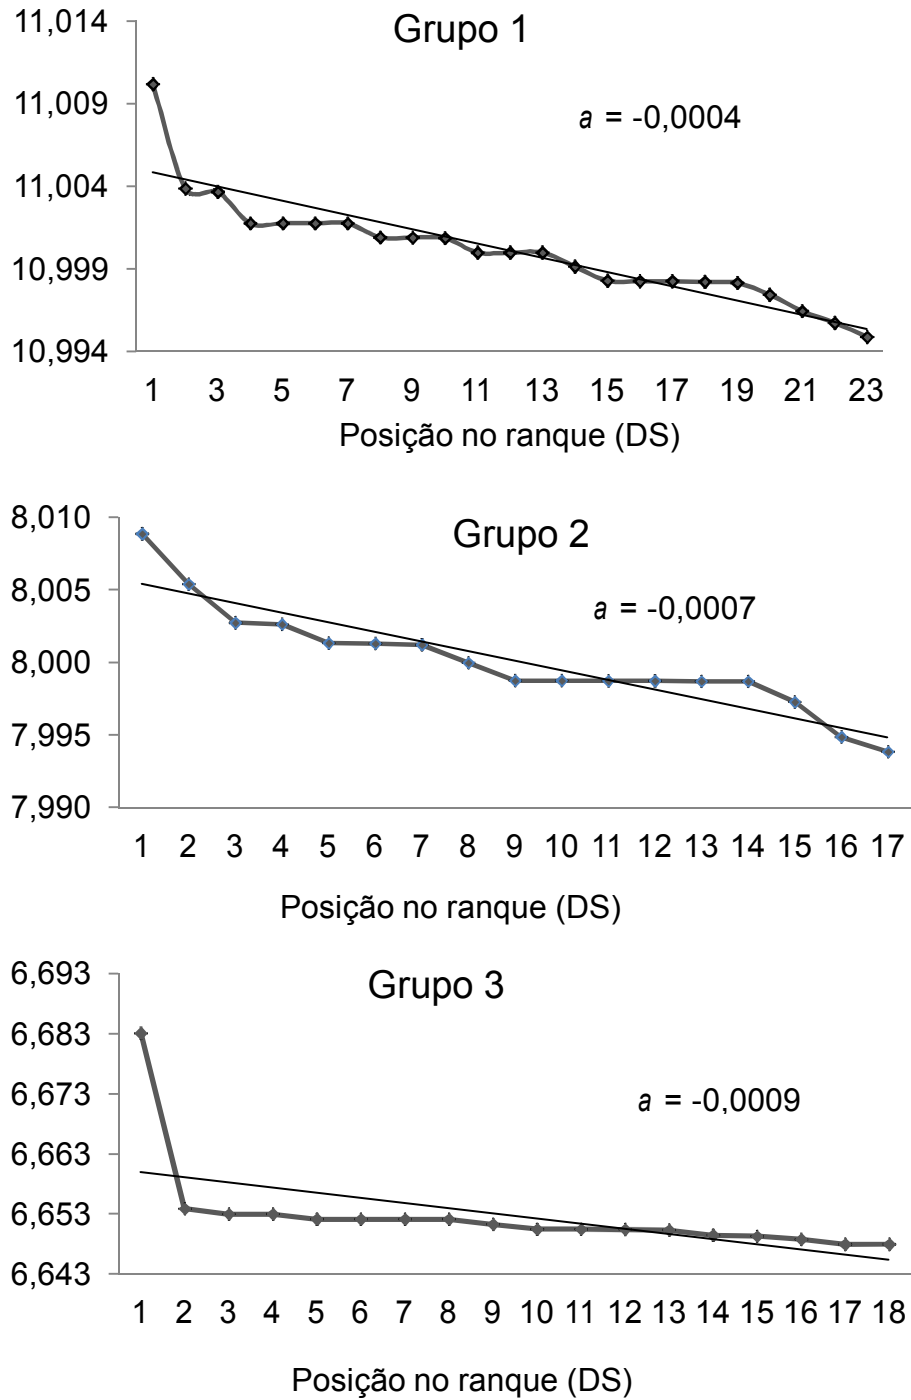 Grupo 1
a = -0,0004
11,014
11,009
11,004
10,999
10,994
1 3 5 7 9 11 13 15 17 19 21 23
Posição no ranque (DS)
Grupo 2
a = -0,0007
8,010
8,005
8,000
7,995
7,990
1 2 3 4 5 6 7 8 9 10 11 12 13 14 15 16 17
Posição no ranque (DS)
Grupo 3
a = -0,0009
6,693
6,683
6,673
6,663
6,653
6,643
1 2 3 4 5 6 7 8 9 10 11 12 13 14 15 16 17 18
Posição no ranque (DS)